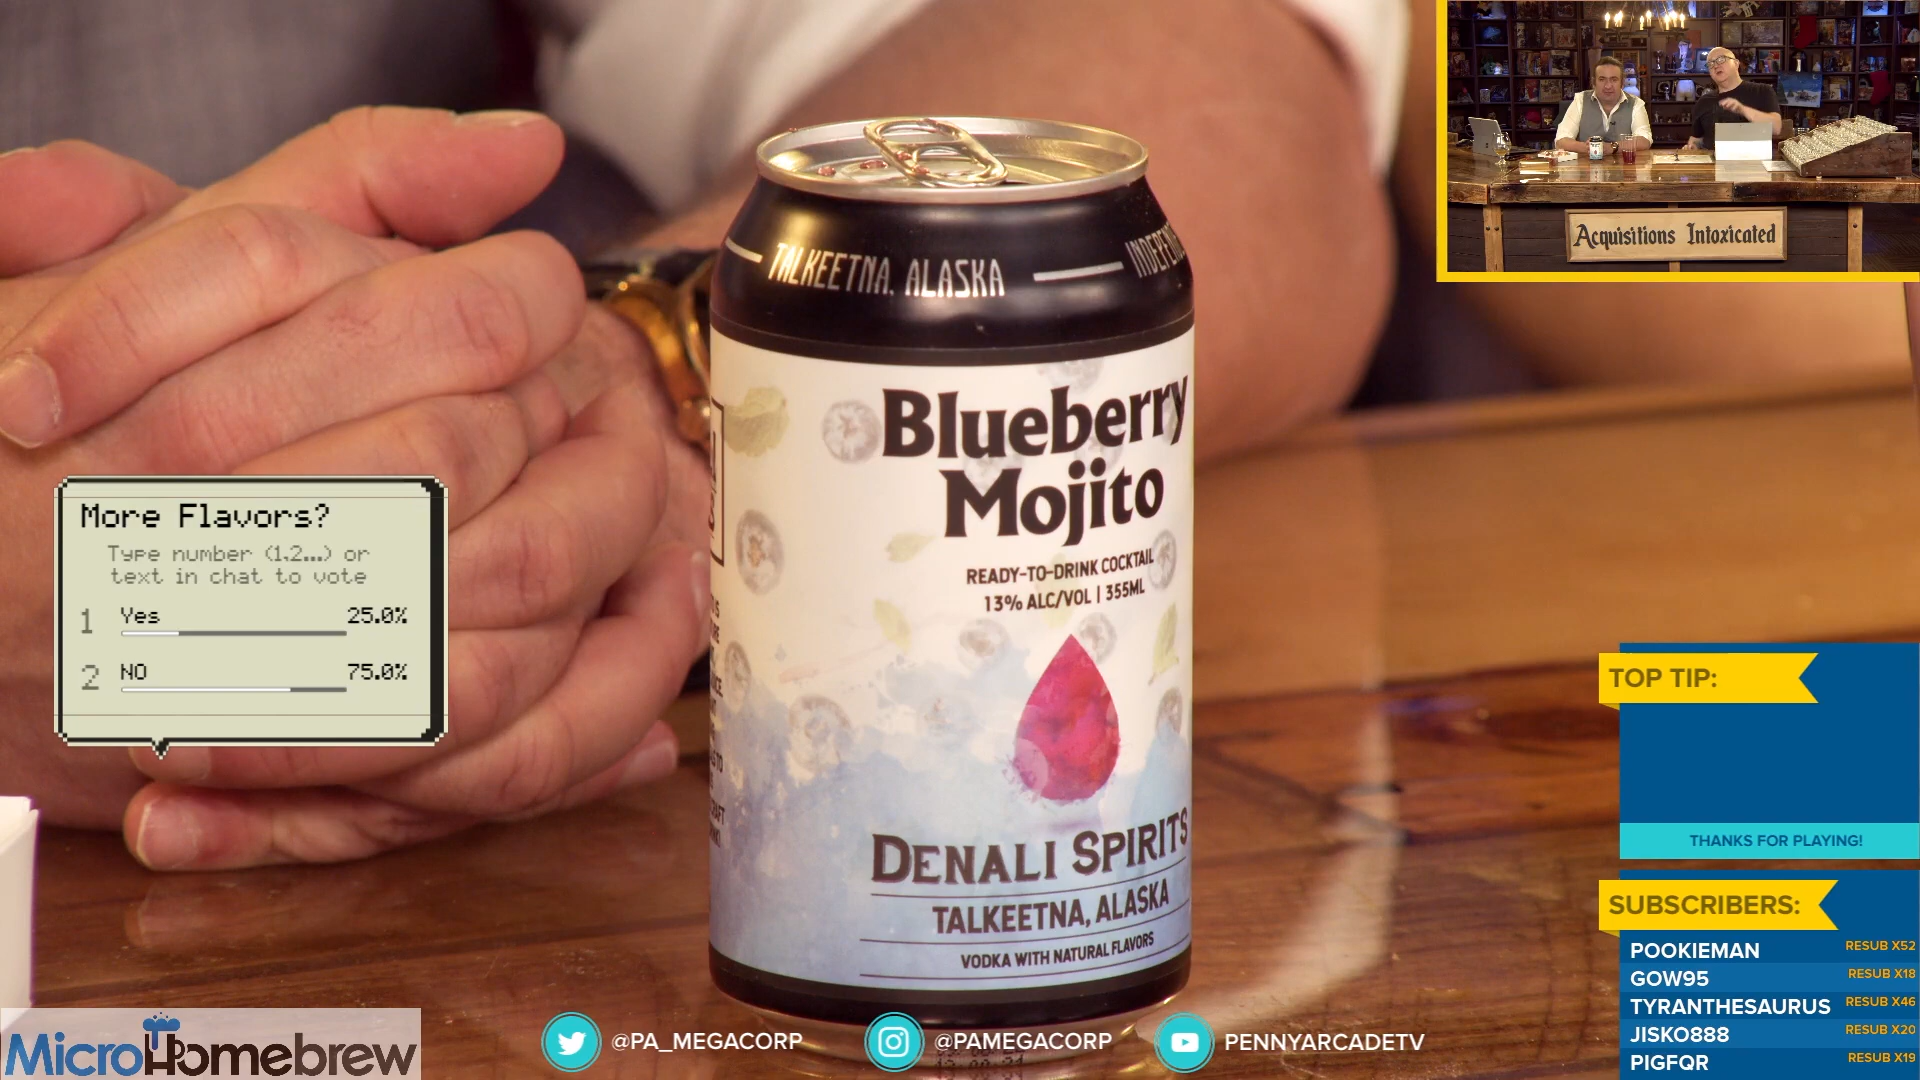 Acquisitions Intoxicated
TALKEETNA, ALASKA
Blueberry
Mojito
READY-TO-DRINK COCKTAIL
13% ALC/VOL | 355ML
DENALI SPIRITS
TALKEETNA, ALASKA
VODKA WITH NATURAL FLAVORS
More Flavors?
Type number (1,2...) or
text in chat to vote
1 Yes 25.0%
2 NO 75.0%
TOP TIP:
THANKS FOR PLAYING!
SUBSCRIBERS:
POOKIEMAN RESUB X52
GOW95 RESUB X18
TYRANTHESAURUS RESUB X46
JISKO888 RESUB X20
PIGFQR RESUB X19
MicroHomebrew
@PA_MEGACORP
@PAMEGACORP
PENNYARCADETV